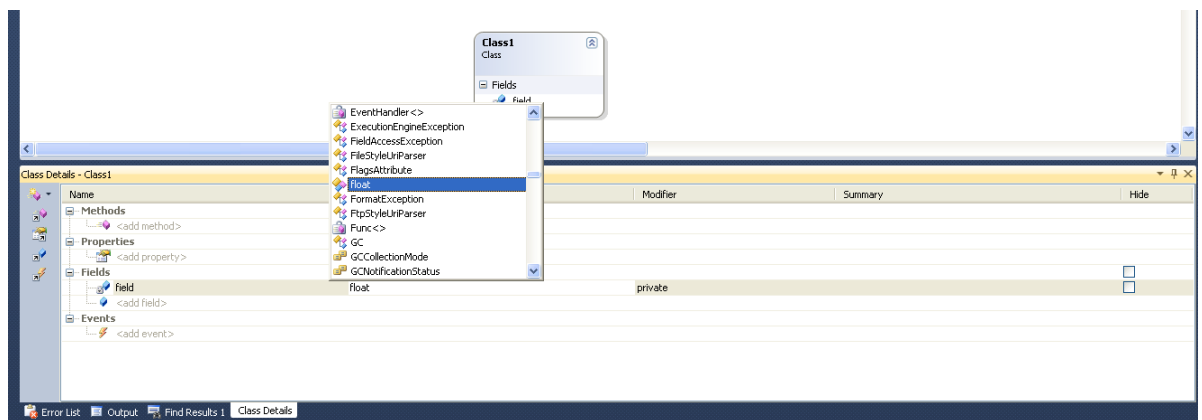 Class1
Class
Fields
field
EventHandler<>
ExecutionEngineException
FieldAccessException
FileStyleUriParser
FlagsAttribute
float
FormatException
FtpStyleUriParser
Func<>
GC
GCCollectionMode
GCNotificationStatus
Class Details - Class1
Name Modifier Summary Hide
Methods
<add method>
Properties
<add property>
Fields
field float private
<add field>
Events
<add event>
Error List Output Find Results 1 Class Details